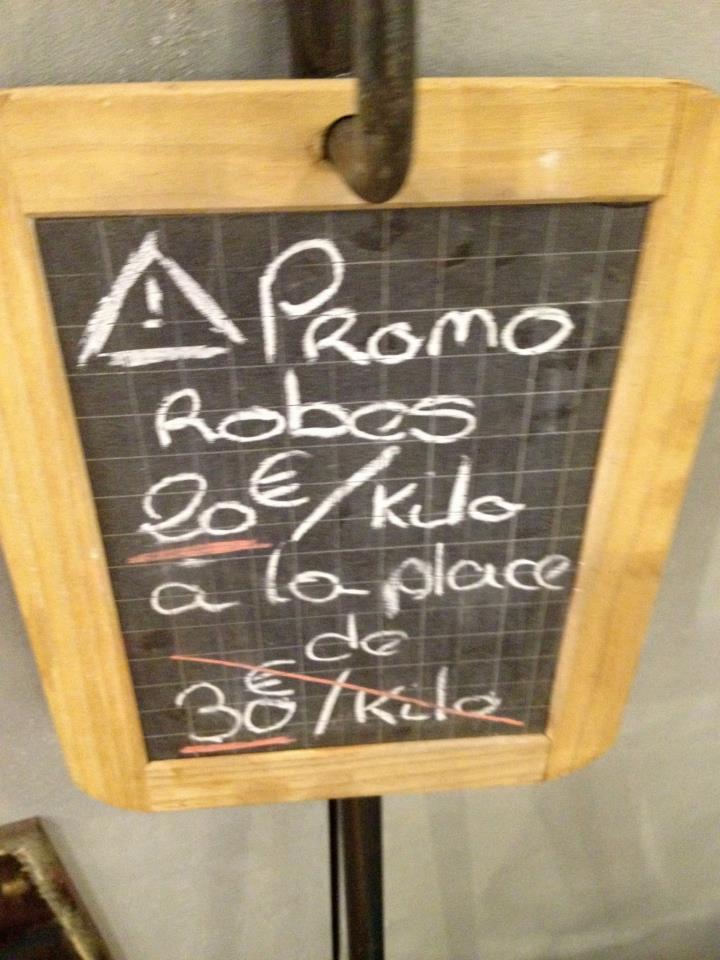 ⚠ Promo
Robes
20€/Kilo
a la place
de
30€/Kilo